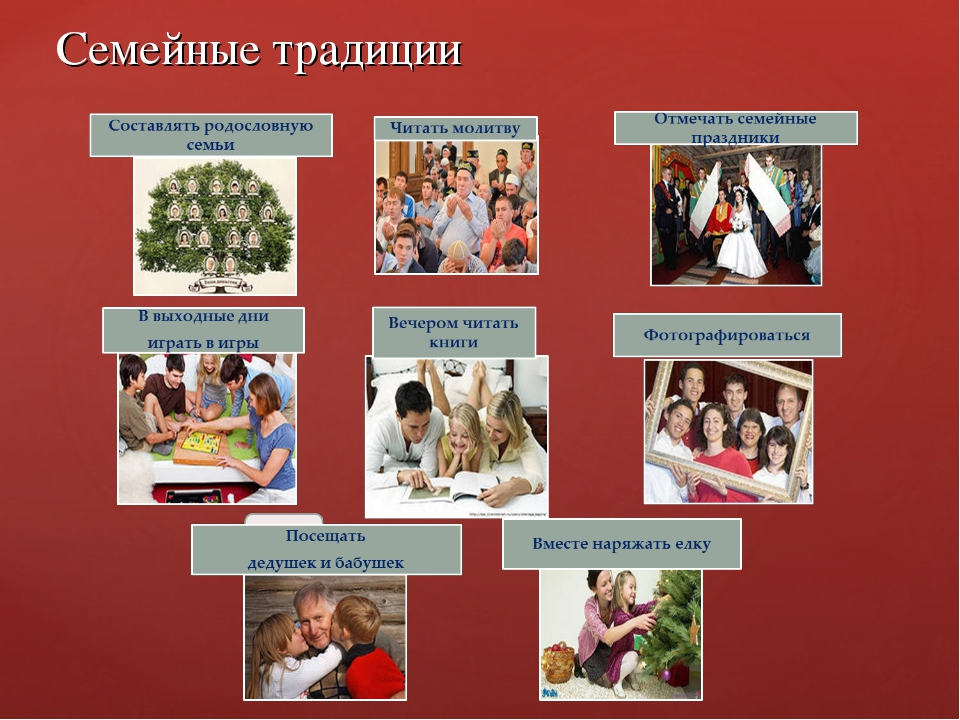 Семейные традиции
Составлять родословную
семьи
Читать молитву
Отмечать семейные
праздники
В выходные дни
играть в игры
Вечером читать
книги
Фотографироваться
Посещать
дедушек и бабушек
Вместе наряжать елку